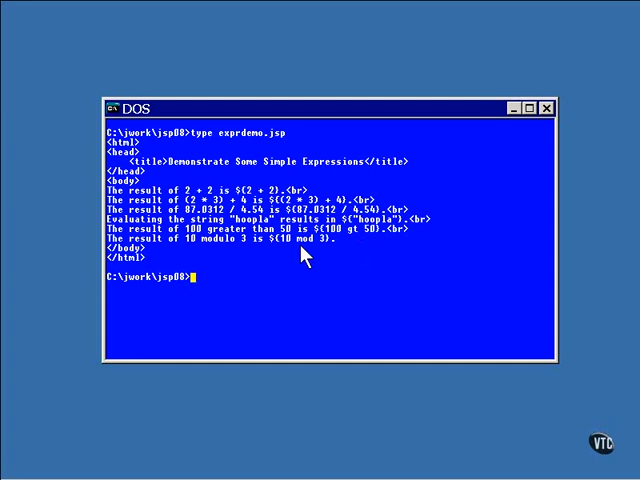 DOS
C:\jwork\jsp08>type exprdemo.jsp
<html>
<head>
<title>Demonstrate Some Simple Expressions</title>
</head>
<body>
The result of 2 + 2 is ${2 + 2}.<br>
The result of (2 * 3) + 4 is ${(2 * 3) + 4}.<br>
The result of 87.0312 / 4.54 is ${87.0312 / 4.54}.<br>
Evaluating the string "hoopla" results in ${"hoopla"}.<br>
The result of 100 greater than 50 is ${100 gt 50}.<br>
The result of 10 modulo 3 is ${10 mod 3}.
</body>
</html>
C:\jwork\jsp08>
VTC